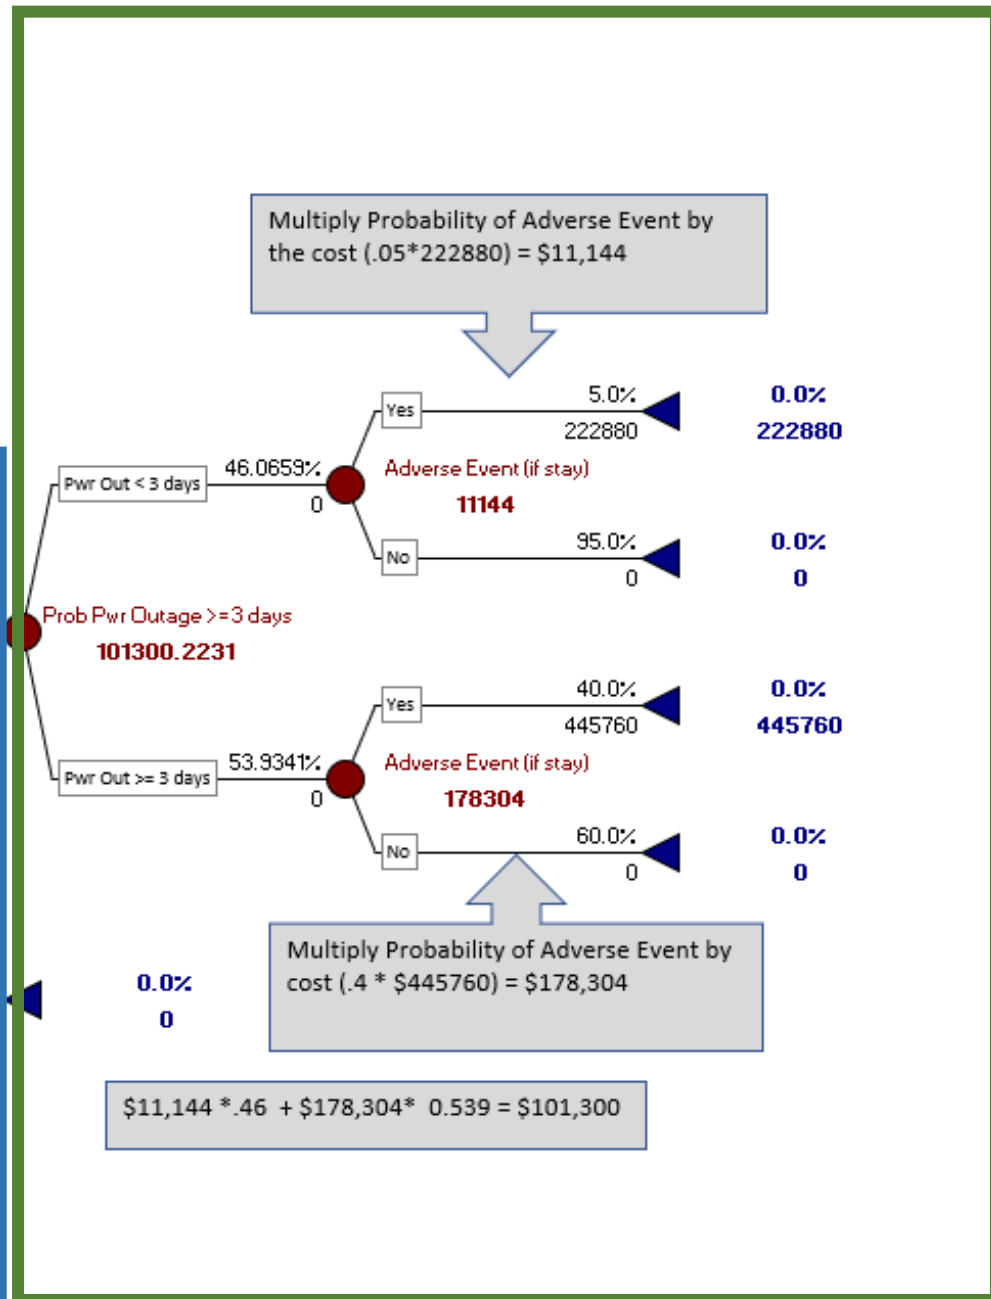 Multiply Probability of Adverse Event by
the cost (.05*222880) = $11,144
Yes
5.0%
222880
0.0%
222880
Pwr Out < 3 days
46.0659%
0
Adverse Event (if stay)
11144
No
95.0%
0
0.0%
0
Prob Pwr Outage >=3 days
101300.2231
Yes
40.0%
445760
0.0%
445760
Pwr Out >= 3 days
53.9341%
0
Adverse Event (if stay)
178304
No
60.0%
0
0.0%
0
Multiply Probability of Adverse Event by
cost (.4 * $445760) = $178,304
0.0%
0
$11,144 *.46  + $178,304*  0.539 = $101,300